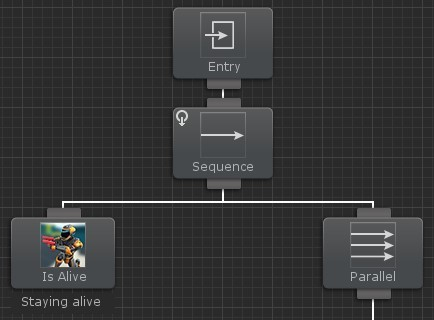 Entry
Sequence
Is Alive
Parallel
Staying alive